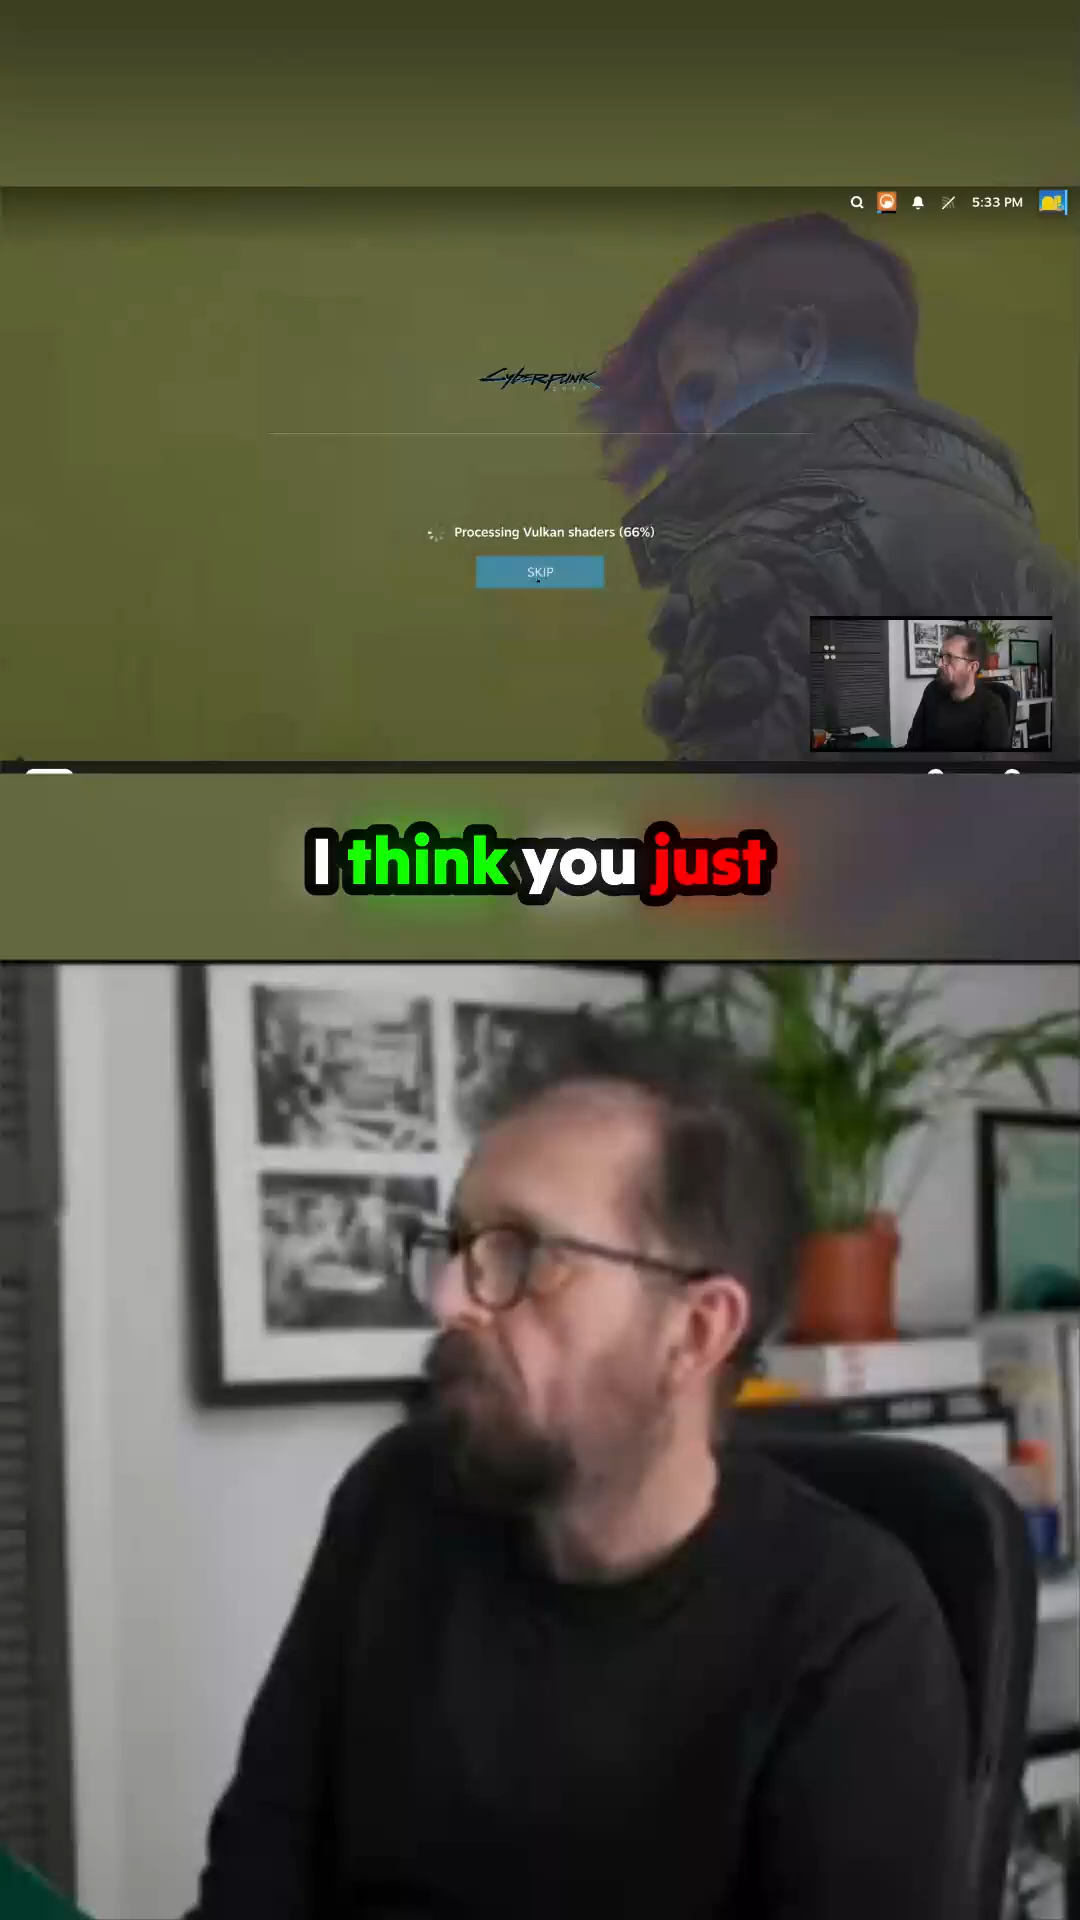 5:33 PM
Cyberpunk
Processing Vulkan shaders (66%)
SKIP
I think you just